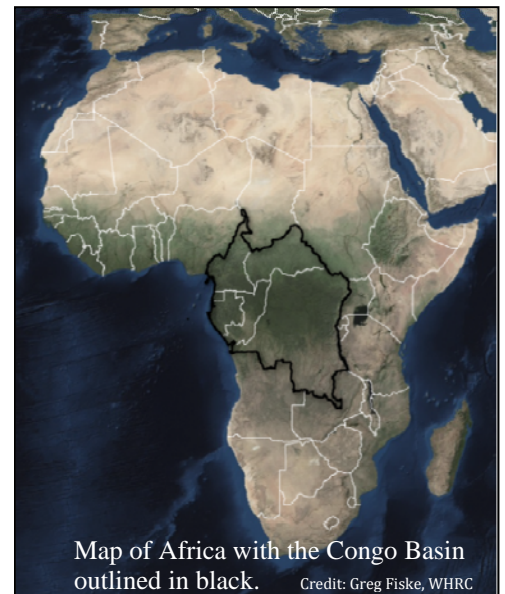 Map of Africa with the Congo Basin
outlined in black. Credit: Greg Fiske, WHRC